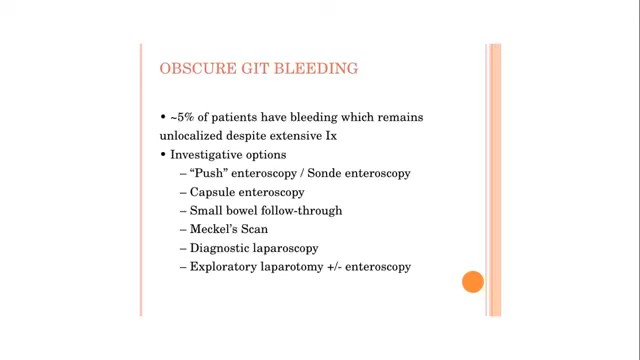 OBSCURE GIT BLEEDING
• ~5% of patients have bleeding which remains
unlocalized despite extensive Ix
• Investigative options
– “Push” enteroscopy / Sonde enteroscopy
– Capsule enteroscopy
– Small bowel follow-through
– Meckel’s Scan
– Diagnostic laparoscopy
– Exploratory laparotomy +/- enteroscopy